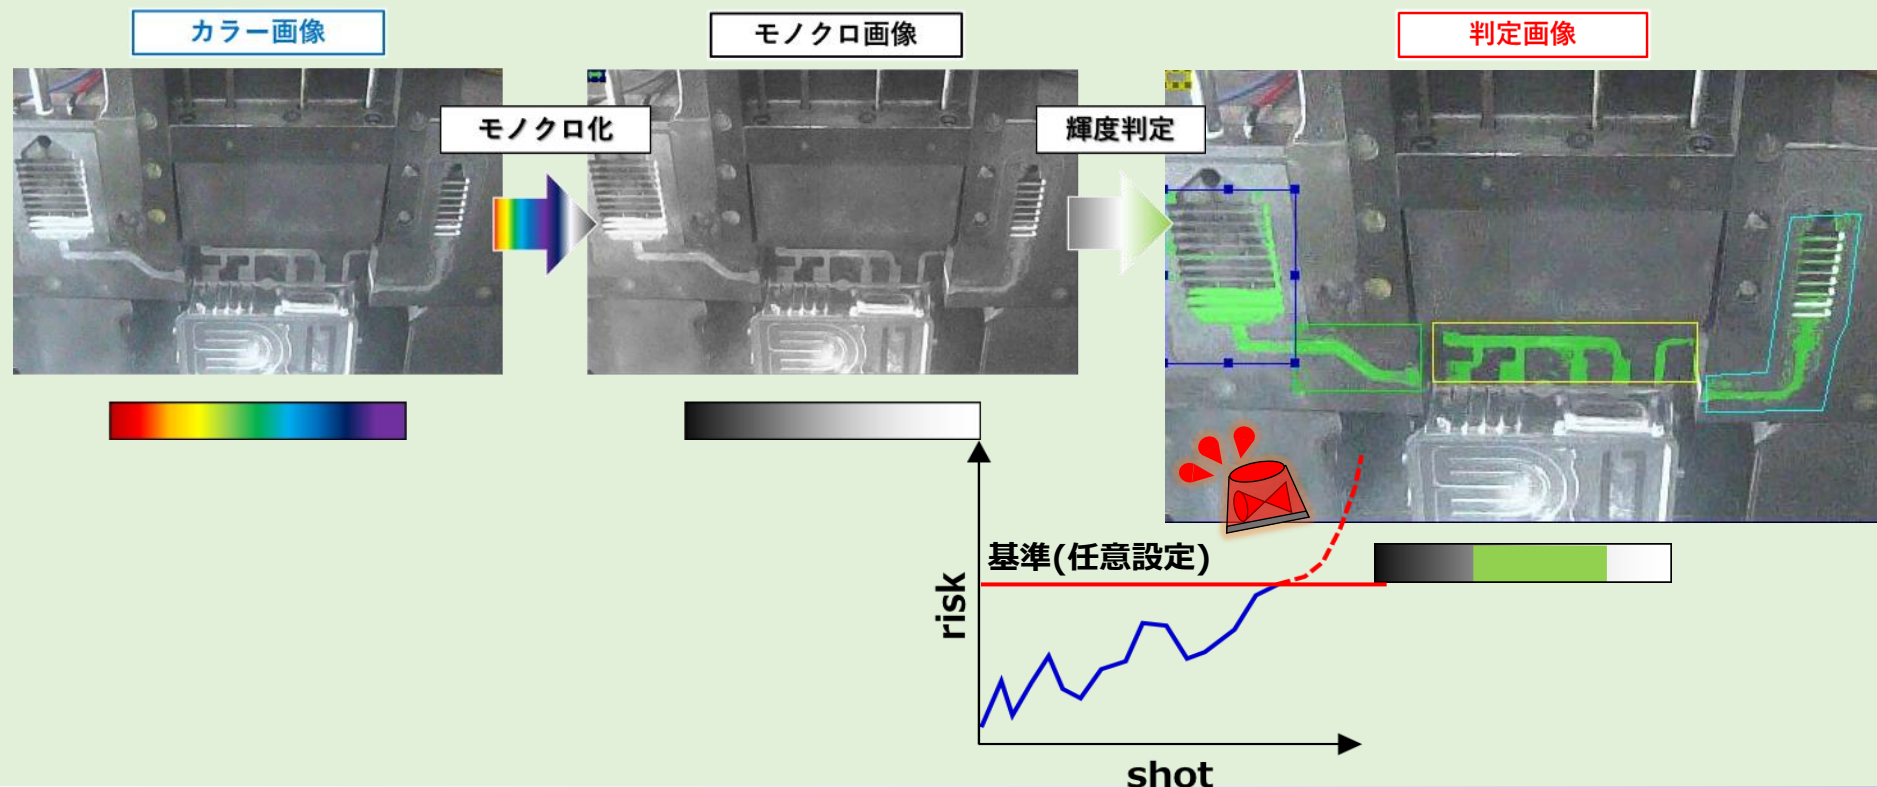 カラー画像
モノクロ画像
判定画像
モノクロ化
輝度判定
基準(任意設定)
risk
shot